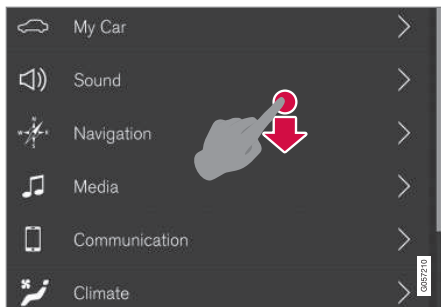 My Car
Sound
Navigation
Media
Communication
Climate
G057210